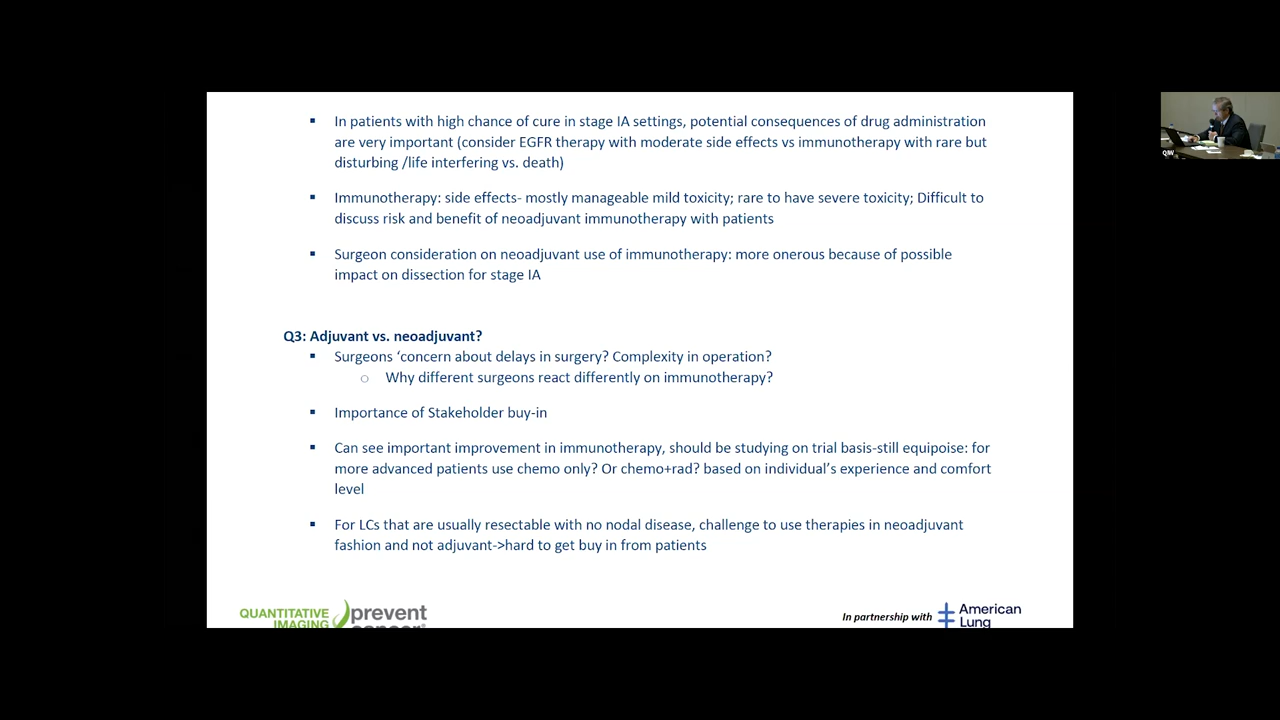 In patients with high chance of cure in stage IA settings, potential consequences of drug administration
are very important (consider EGFR therapy with moderate side effects vs immunotherapy with rare but
disturbing /life interfering vs. death)
Immunotherapy: side effects- mostly manageable mild toxicity; rare to have severe toxicity; Difficult to
discuss risk and benefit of neoadjuvant immunotherapy with patients
Surgeon consideration on neoadjuvant use of immunotherapy: more onerous because of possible
impact on dissection for stage IA
Q3: Adjuvant vs. neoadjuvant?
Surgeons ‘concern about delays in surgery? Complexity in operation?
Why different surgeons react differently on immunotherapy?
Importance of Stakeholder buy-in
Can see important improvement in immunotherapy, should be studying on trial basis-still equipoise: for
more advanced patients use chemo only? Or chemo+rad? based on individual’s experience and comfort
level
For LCs that are usually resectable with no nodal disease, challenge to use therapies in neoadjuvant
fashion and not adjuvant->hard to get buy in from patients
QUANTITATIVE
IMAGING
prevent
cancer
In partnership with
American
Lung
QIW